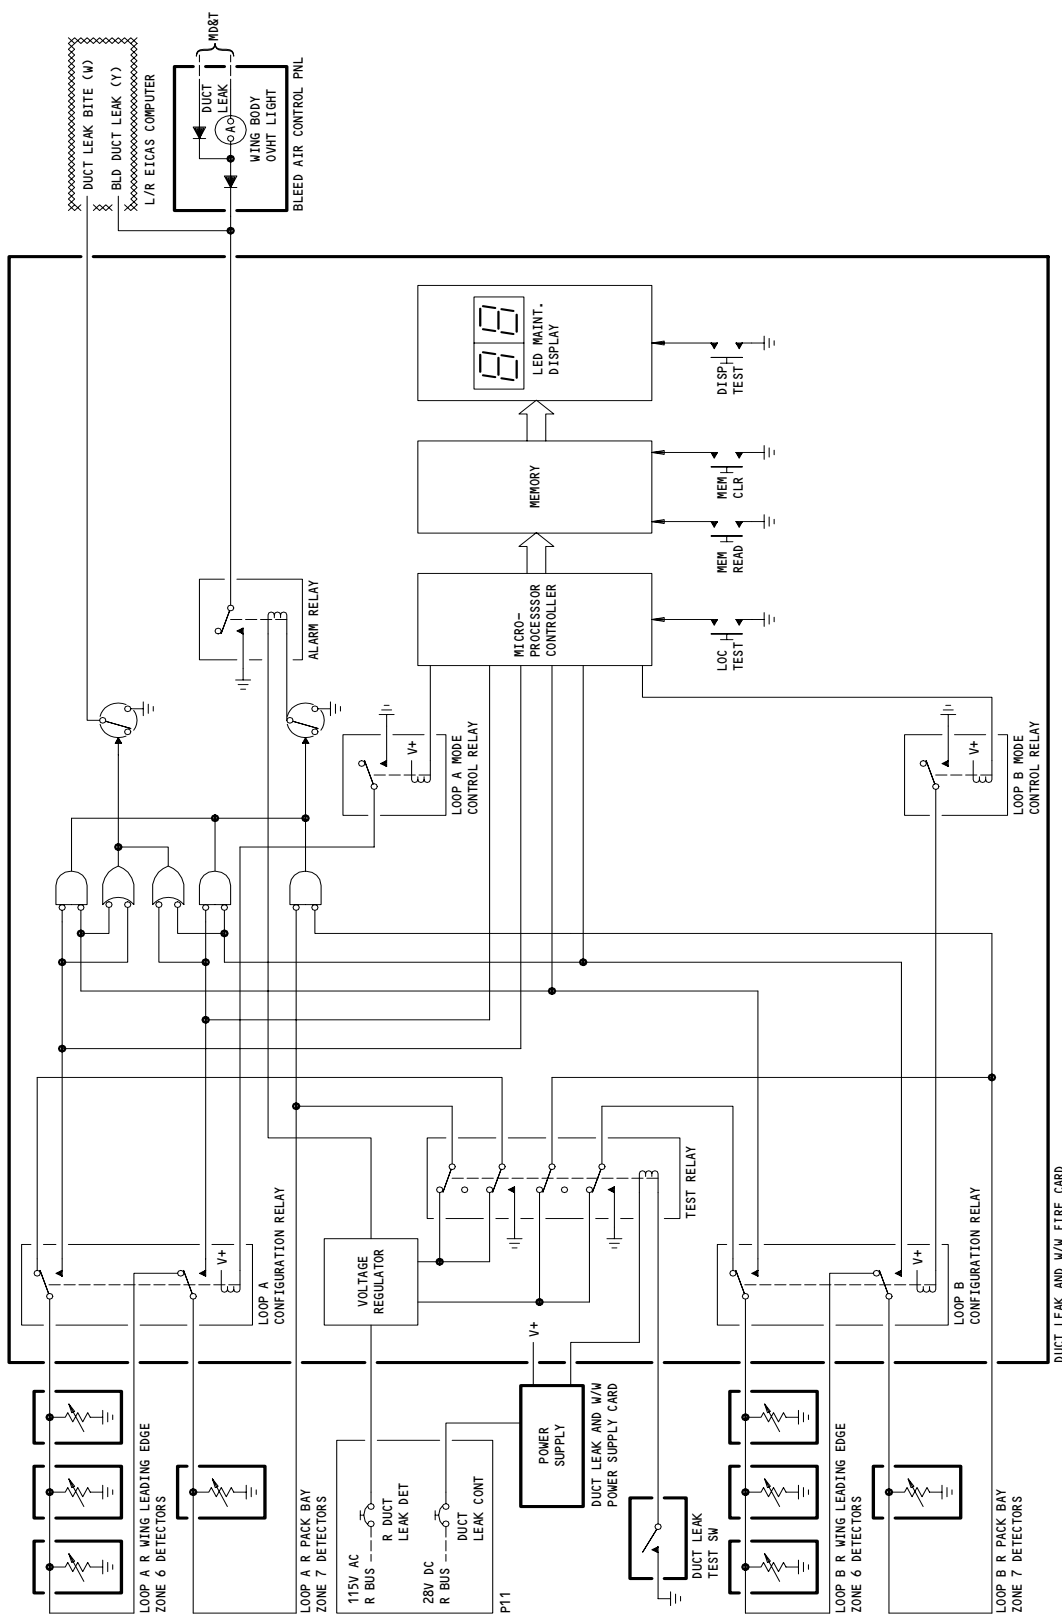 MD&T
DUCT LEAK BITE (W)
BLD DUCT LEAK (Y)
L/R EICAS COMPUTER
DUCT
LEAK
A
WING BODY
OVHT LIGHT
BLEED AIR CONTROL PNL
LED MAINT.
DISPLAY
DISP
TEST
MEMORY
MEM
CLR
MEM
READ
MICRO-
PROCESSSOR
CONTROLLER
LOC
TEST
ALARM RELAY
V+
LOOP A MODE
CONTROL RELAY
V+
LOOP B MODE
CONTROL RELAY
V+
LOOP A
CONFIGURATION RELAY
TEST RELAY
VOLTAGE
REGULATOR
V+
V+
LOOP B
CONFIGURATION RELAY
DUCT LEAK AND W/W FIRE CARD
LOOP A R WING LEADING EDGE
ZONE 6 DETECTORS
LOOP A R PACK BAY
ZONE 7 DETECTORS
115V AC
R BUS
R DUCT
LEAK DET
28V DC
R BUS
DUCT
LEAK CONT
P11
POWER
SUPPLY
DUCT LEAK AND W/W
POWER SUPPLY CARD
DUCT LEAK
TEST SW
LOOP B R WING LEADING EDGE
ZONE 6 DETECTORS
LOOP B R PACK BAY
ZONE 7 DETECTORS